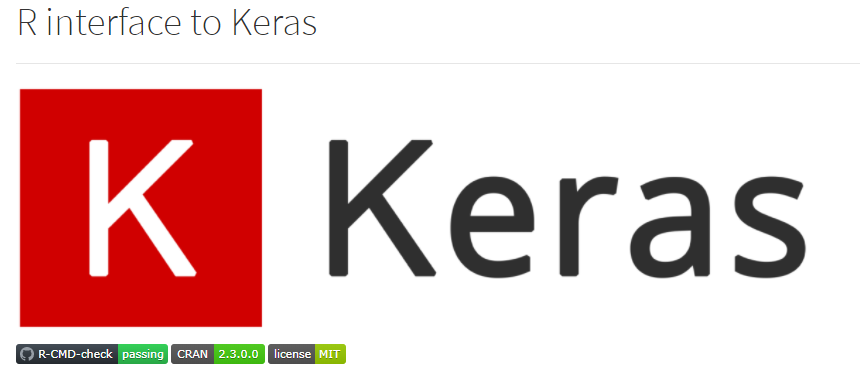 R interface to Keras
K Keras
R-CMD-check passing CRAN 2.3.0.0 license MIT